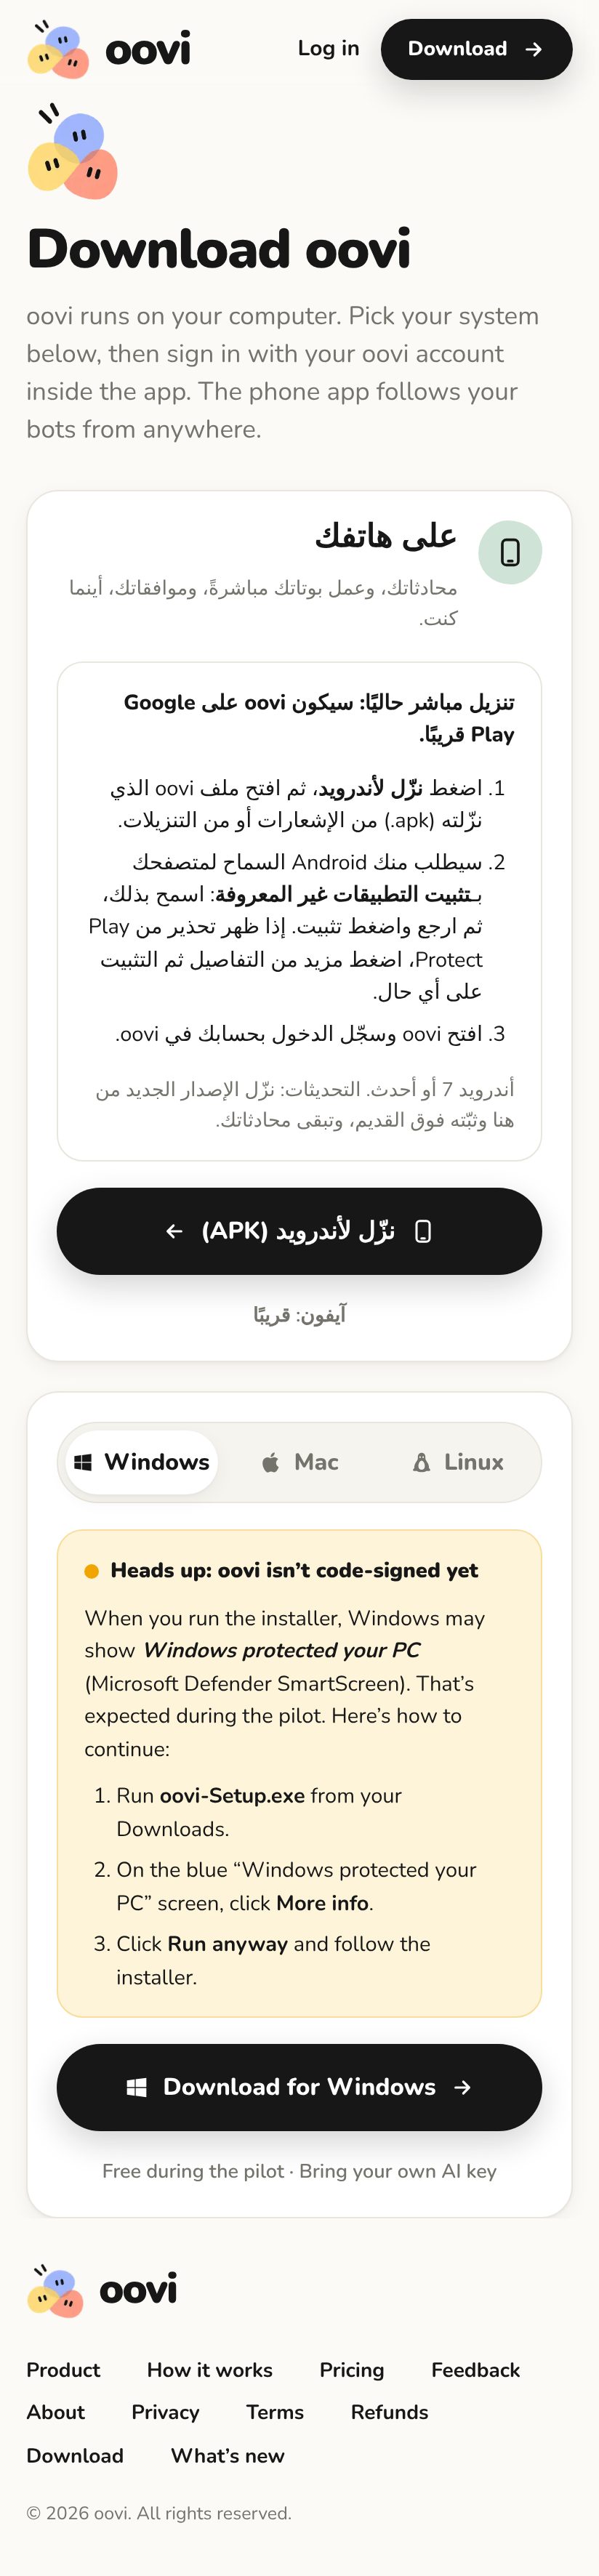 oovi
Log in
Download →
Download oovi
oovi runs on your computer. Pick your system
below, then sign in with your oovi account
inside the app. The phone app follows your
bots from anywhere.
على هاتفك
محادثاتك، وعمل بوتاتك مباشرةً، وموافقاتك، أينما
كنت.
تنزيل مباشر حاليًا: سيكون oovi على Google
Play قريبًا.
1. اضغط نزّل لأندرويد، ثم افتح ملف oovi الذي
نزّلته (.apk) من الإشعارات أو من التنزيلات.
2. سيطلب منك Android السماح لمتصفحك
بـتثبيت التطبيقات غير المعروفة: اسمح بذلك،
ثم ارجع واضغط تثبيت. إذا ظهر تحذير من Play
Protect، اضغط مزيد من التفاصيل ثم التثبيت
على أي حال.
3. افتح oovi وسجّل الدخول بحسابك في oovi.
أندرويد 7 أو أحدث. التحديثات: نزّل الإصدار الجديد من
هنا وثبّته فوق القديم، وتبقى محادثاتك.
نزّل لأندرويد (APK) ←
آيفون: قريبًا
Windows
Mac
Linux
Heads up: oovi isn’t code-signed yet
When you run the installer, Windows may
show Windows protected your PC
(Microsoft Defender SmartScreen). That’s
expected during the pilot. Here’s how to
continue:
1. Run oovi-Setup.exe from your
Downloads.
2. On the blue “Windows protected your
PC” screen, click More info.
3. Click Run anyway and follow the
installer.
Download for Windows →
Free during the pilot · Bring your own AI key
oovi
Product How it works Pricing Feedback
About Privacy Terms Refunds
Download What’s new
© 2026 oovi. All rights reserved.